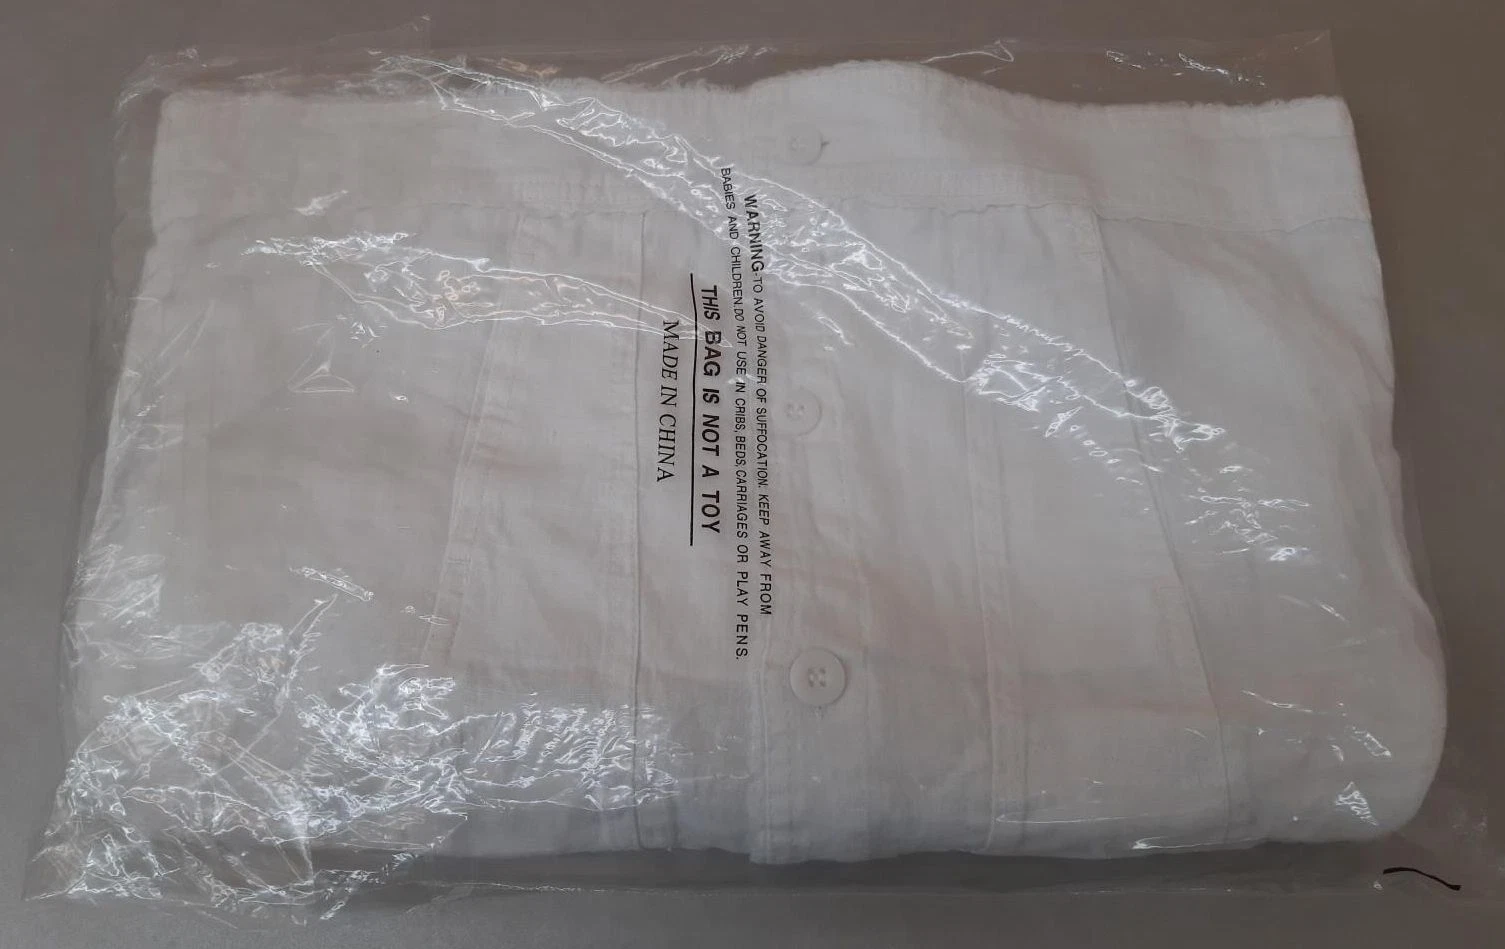 WARNING-TO AVOID DANGER OF SUFFOCATION. KEEP AWAY FROM
BABIES AND CHILDREN.DO NOT USE IN CRIBS, BEDS, CARRIAGES OR PLAY PENS.
THIS BAG IS NOT A TOY
MADE IN CHINA